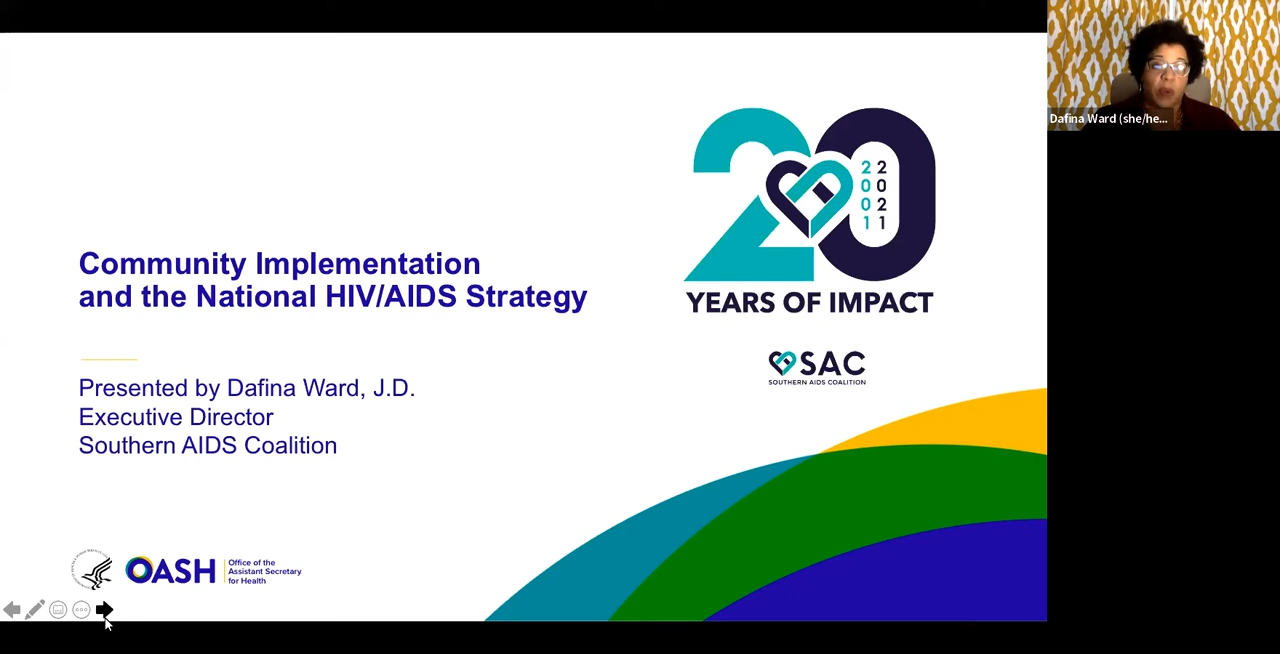 Dafina Ward (she/he...
20
2001
2021
YEARS OF IMPACT
SAC
SOUTHERN AIDS COALITION
Community Implementation
and the National HIV/AIDS Strategy
Presented by Dafina Ward, J.D.
Executive Director
Southern AIDS Coalition
OASH
Office of the
Assistant Secretary
for Health